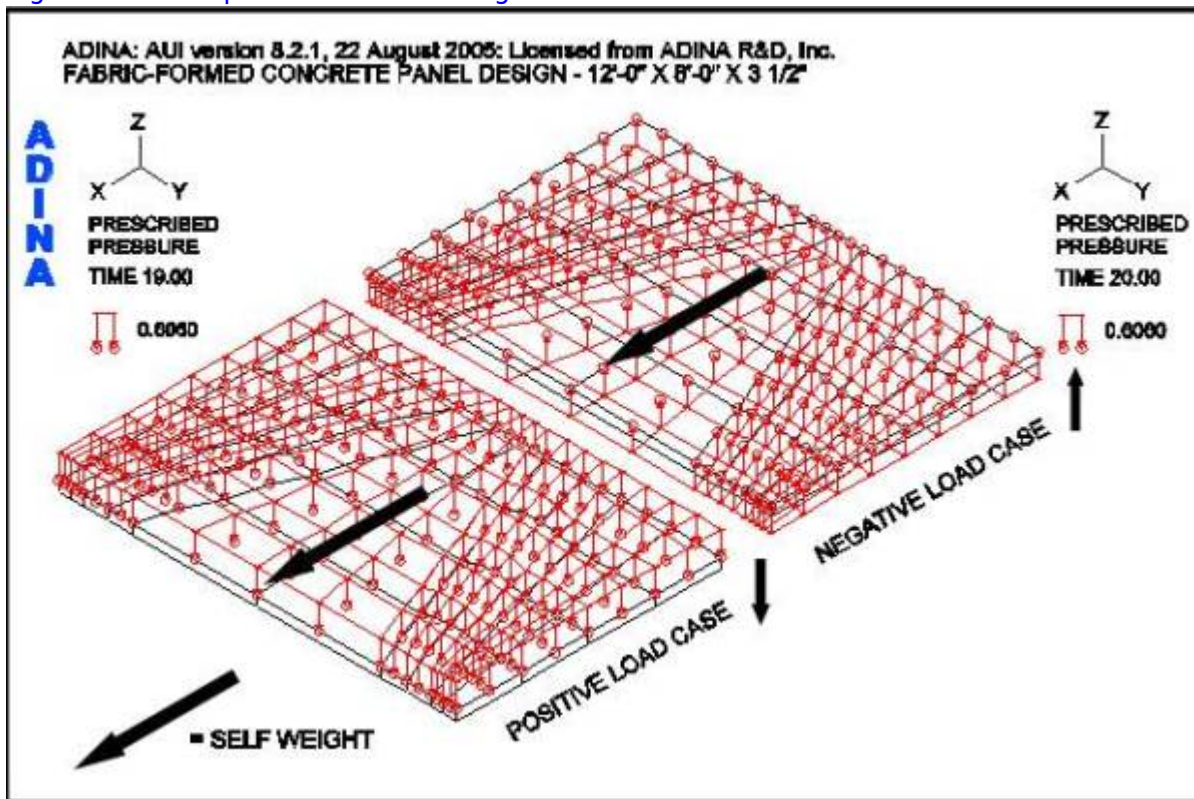 ADINA: AUI version 8.2.1, 22 August 2005: Licensed from ADINA R&D, Inc.
FABRIC-FORMED CONCRETE PANEL DESIGN - 12'-0" X 8'-0" X 3 1/2"
ADINA
Z
X Y
PRESCRIBED
PRESSURE
TIME 19.00
0.6060
Z
X Y
PRESCRIBED
PRESSURE
TIME 20.00
0.6060
NEGATIVE LOAD CASE
POSITIVE LOAD CASE
= SELF WEIGHT